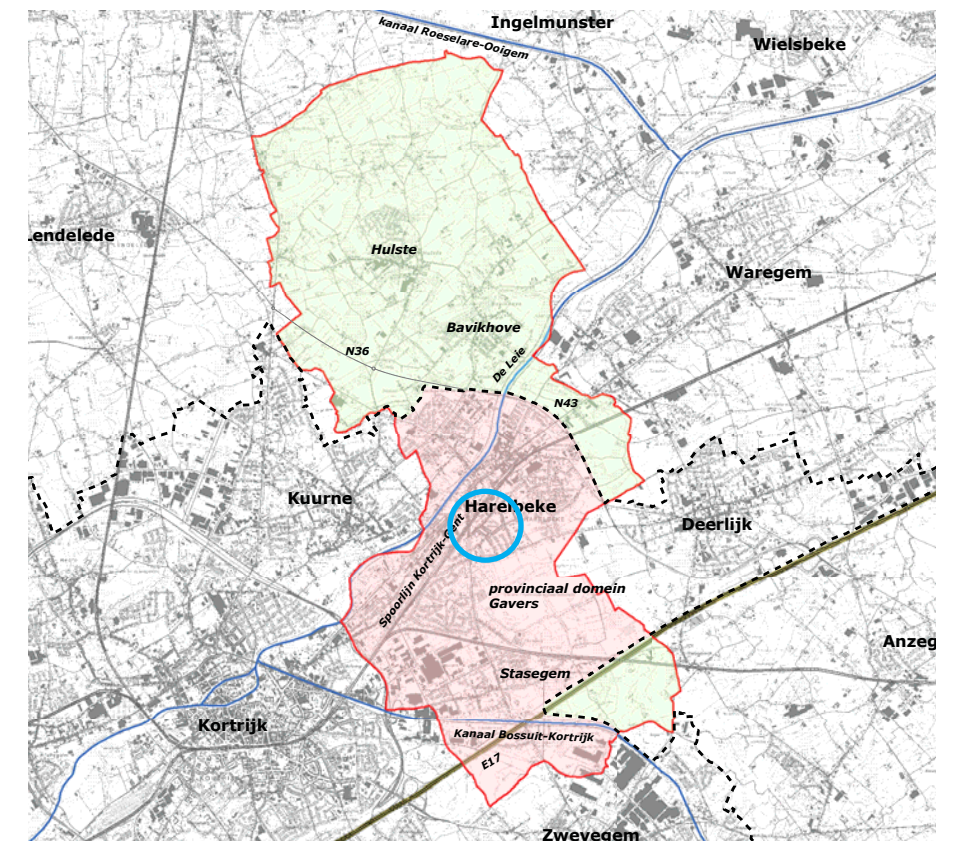 Ingelmunster
kanaal Roeselare-Ooigem
Wielsbeke
Lendelede
Hulste
Waregem
Bavikhove
N36
De Leie
N43
Kuurne
Harelbeke
Deerlijk
Spoorlijn Kortrijk-Gent
provinciaal domein
Gavers
Anzeg
Stasegem
Kortrijk
Kanaal Bossuit-Kortrijk
E17
Zwevegem